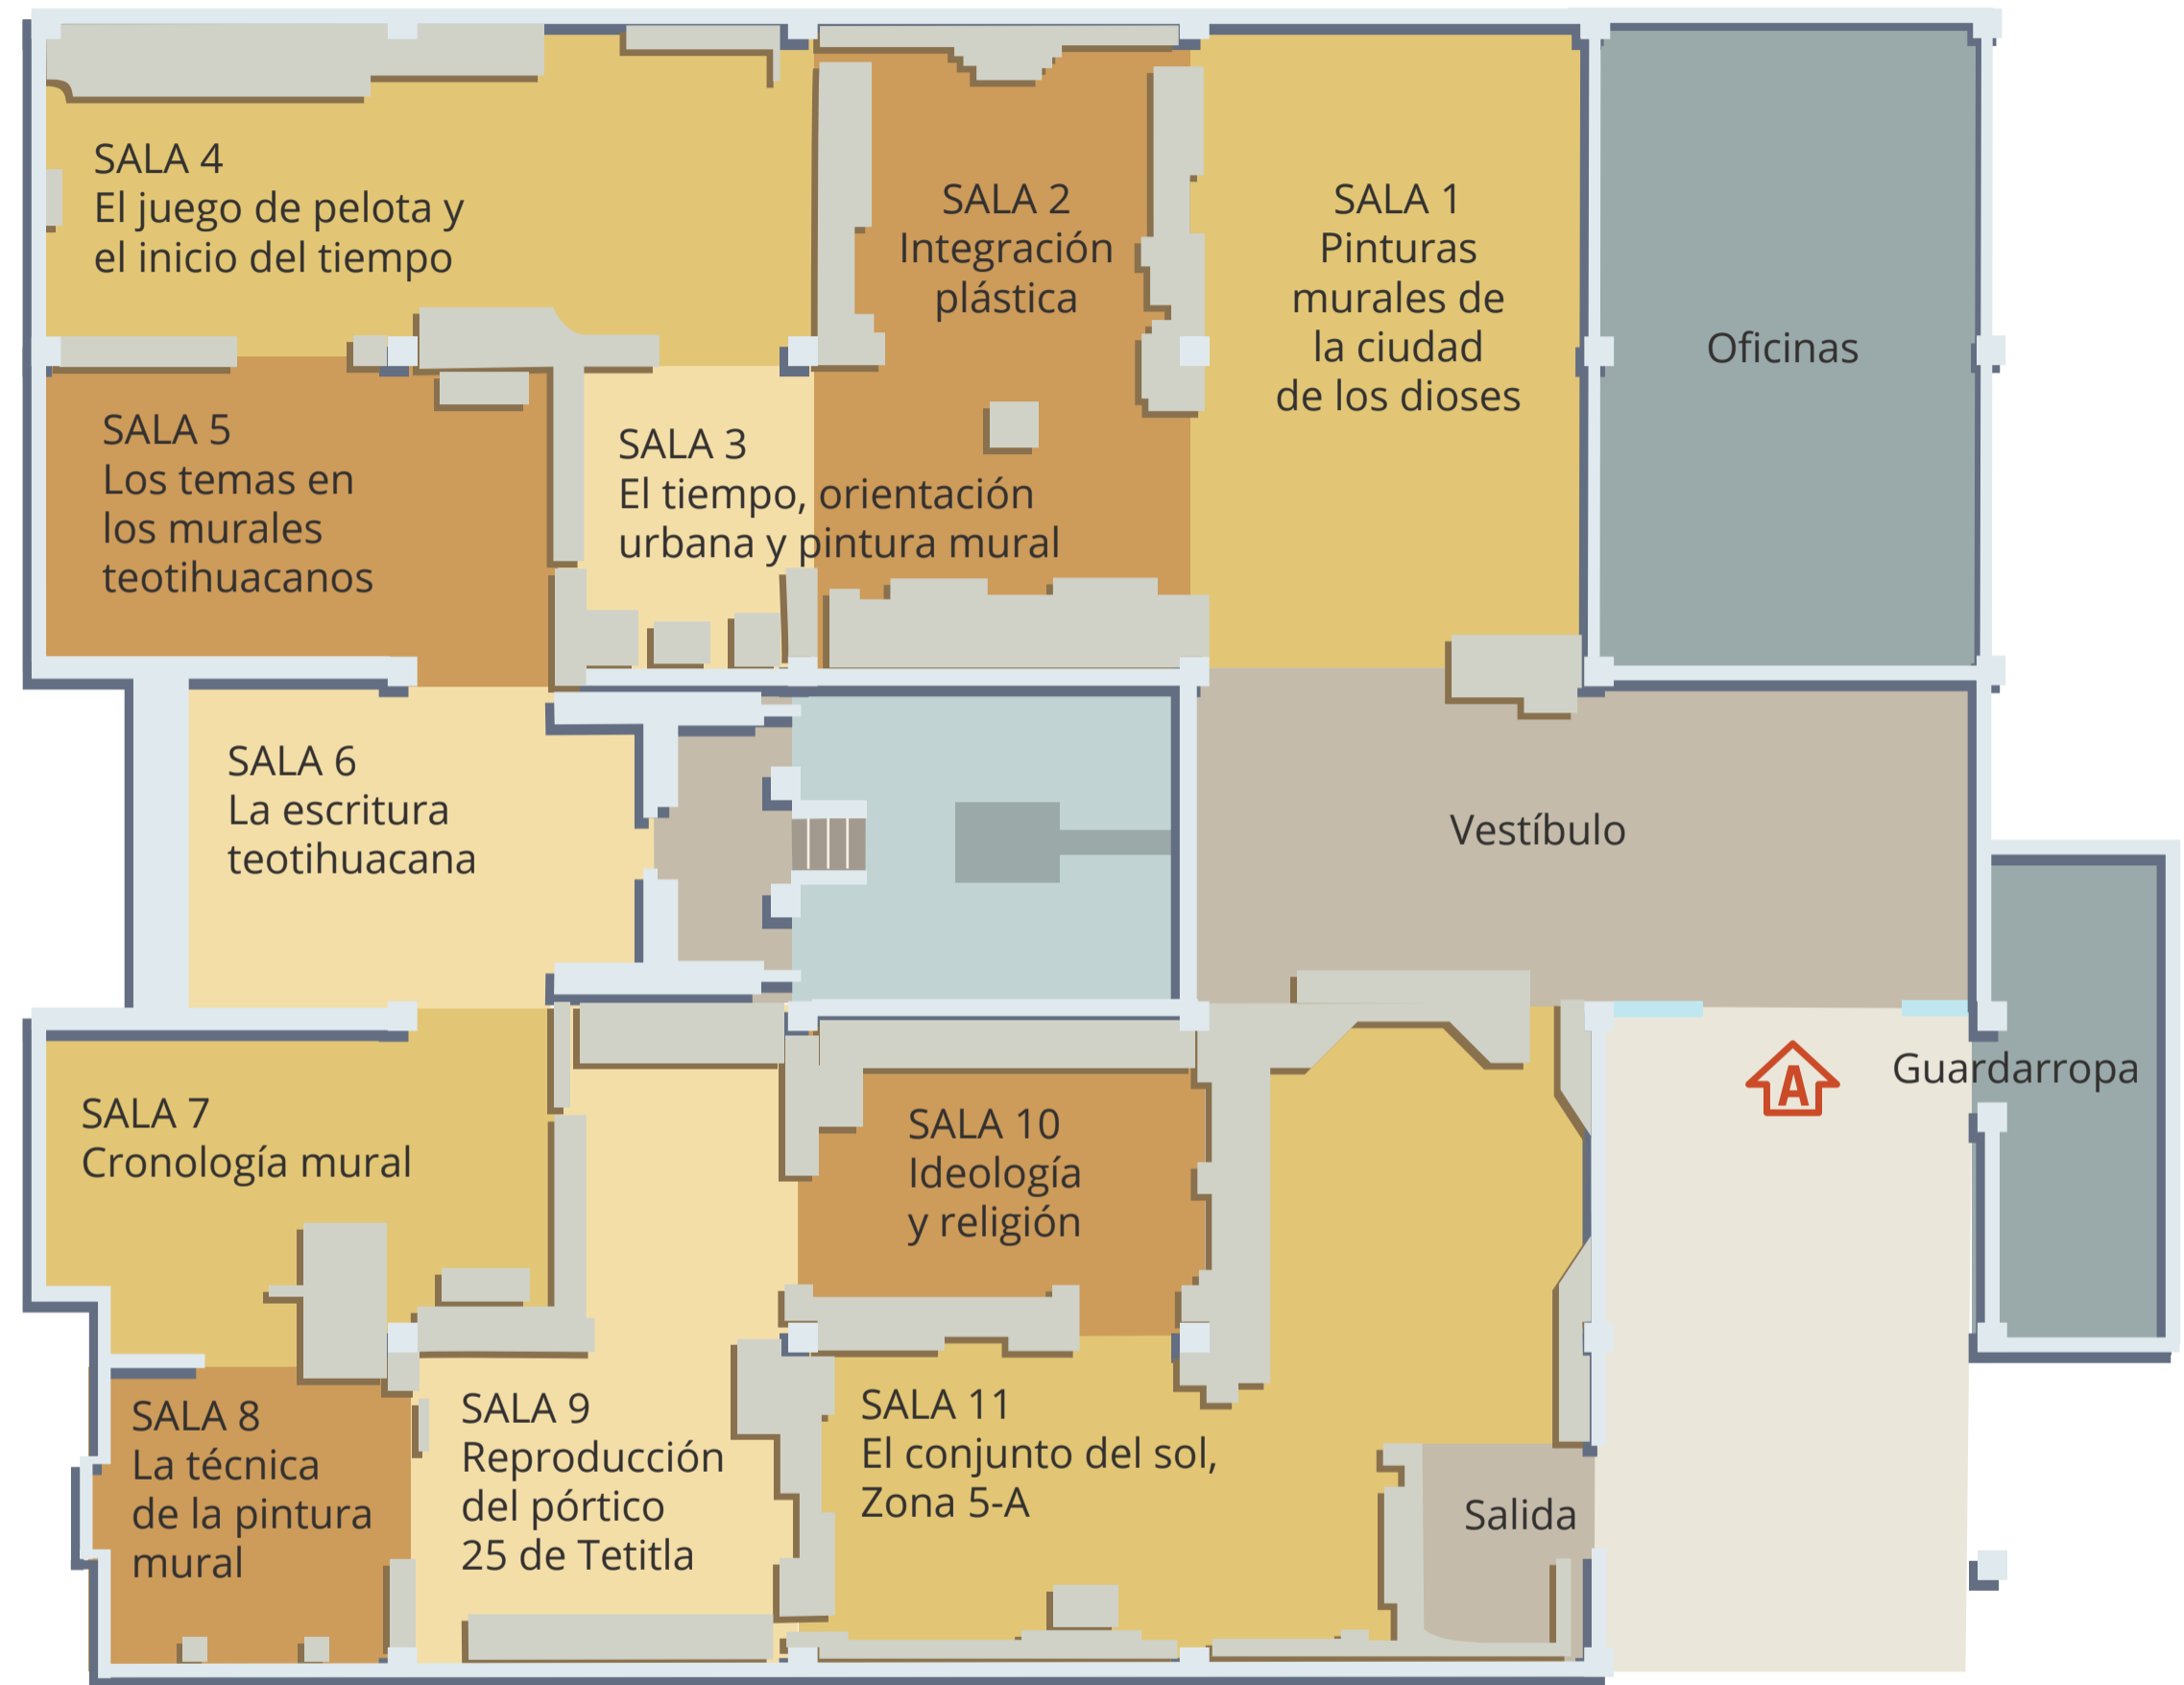 SALA 4
El juego de pelota y
el inicio del tiempo
SALA 2
Integración
plástica
SALA 1
Pinturas
murales de
la ciudad
de los dioses
Oficinas
SALA 5
Los temas en
los murales
teotihuacanos
SALA 3
El tiempo, orientación
urbana y pintura mural
SALA 6
La escritura
teotihuacana
Vestíbulo
SALA 7
Cronología mural
SALA 10
Ideología
y religión
A
Guardarropa
SALA 8
La técnica
de la pintura
mural
SALA 9
Reproducción
del pórtico
25 de Tetitla
SALA 11
El conjunto del sol,
Zona 5-A
Salida